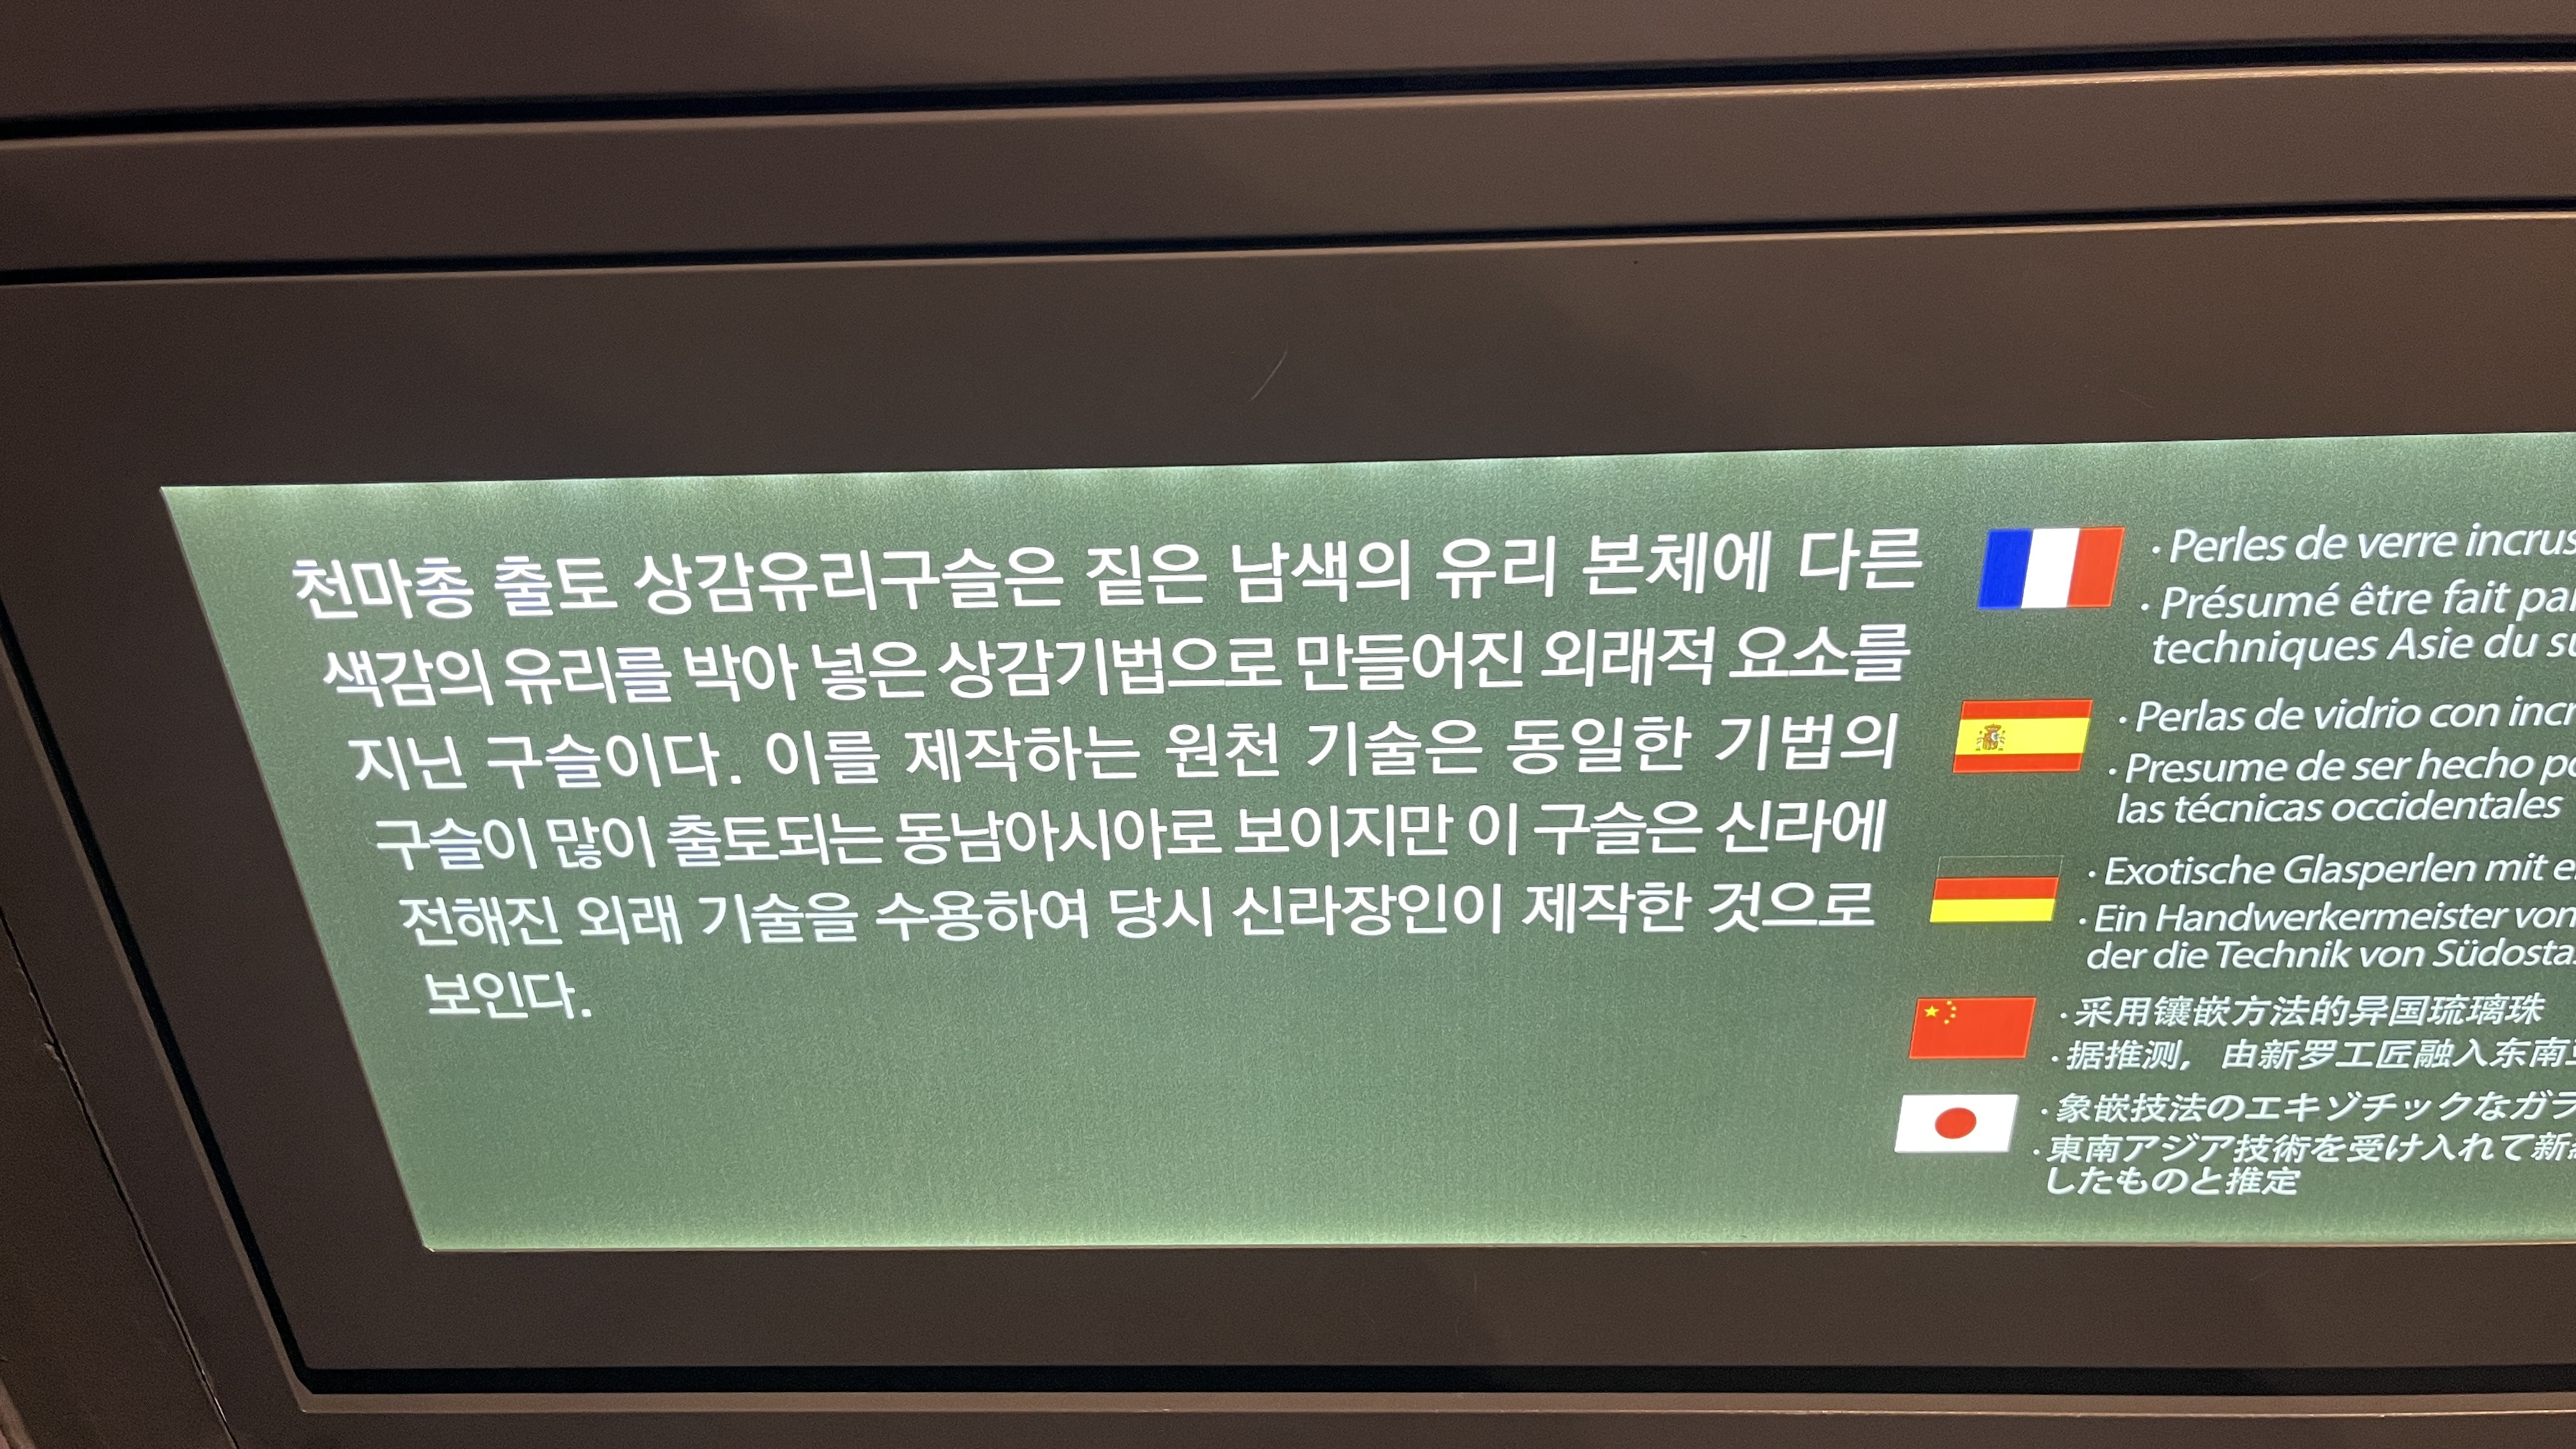 천마총 출토 상감유리구슬은 짙은 남색의 유리 본체에 다른
색감의 유리를 박아 넣은 상감기법으로 만들어진 외래적 요소를
지닌 구슬이다. 이를 제작하는 원천 기술은 동일한 기법의
구슬이 많이 출토되는 동남아시아로 보이지만 이 구슬은 신라에
전해진 외래 기술을 수용하여 당시 신라장인이 제작한 것으로
보인다.
· Perles de verre
· Présumé être fait
techniques Asie du
· Perlas de vidrio con
· Presume de ser hecho
las técnicas occidentales
· Exotische Glasperlen mit
· Ein Handwerkermeister
der die Technik von
· 采用镶嵌方法的异国琉璃珠
· 据推测, 由新罗工匠融入东南
· 象嵌技法のエキゾチックなガラ
· 東南アジア技術を受け入れて新
したものと推定